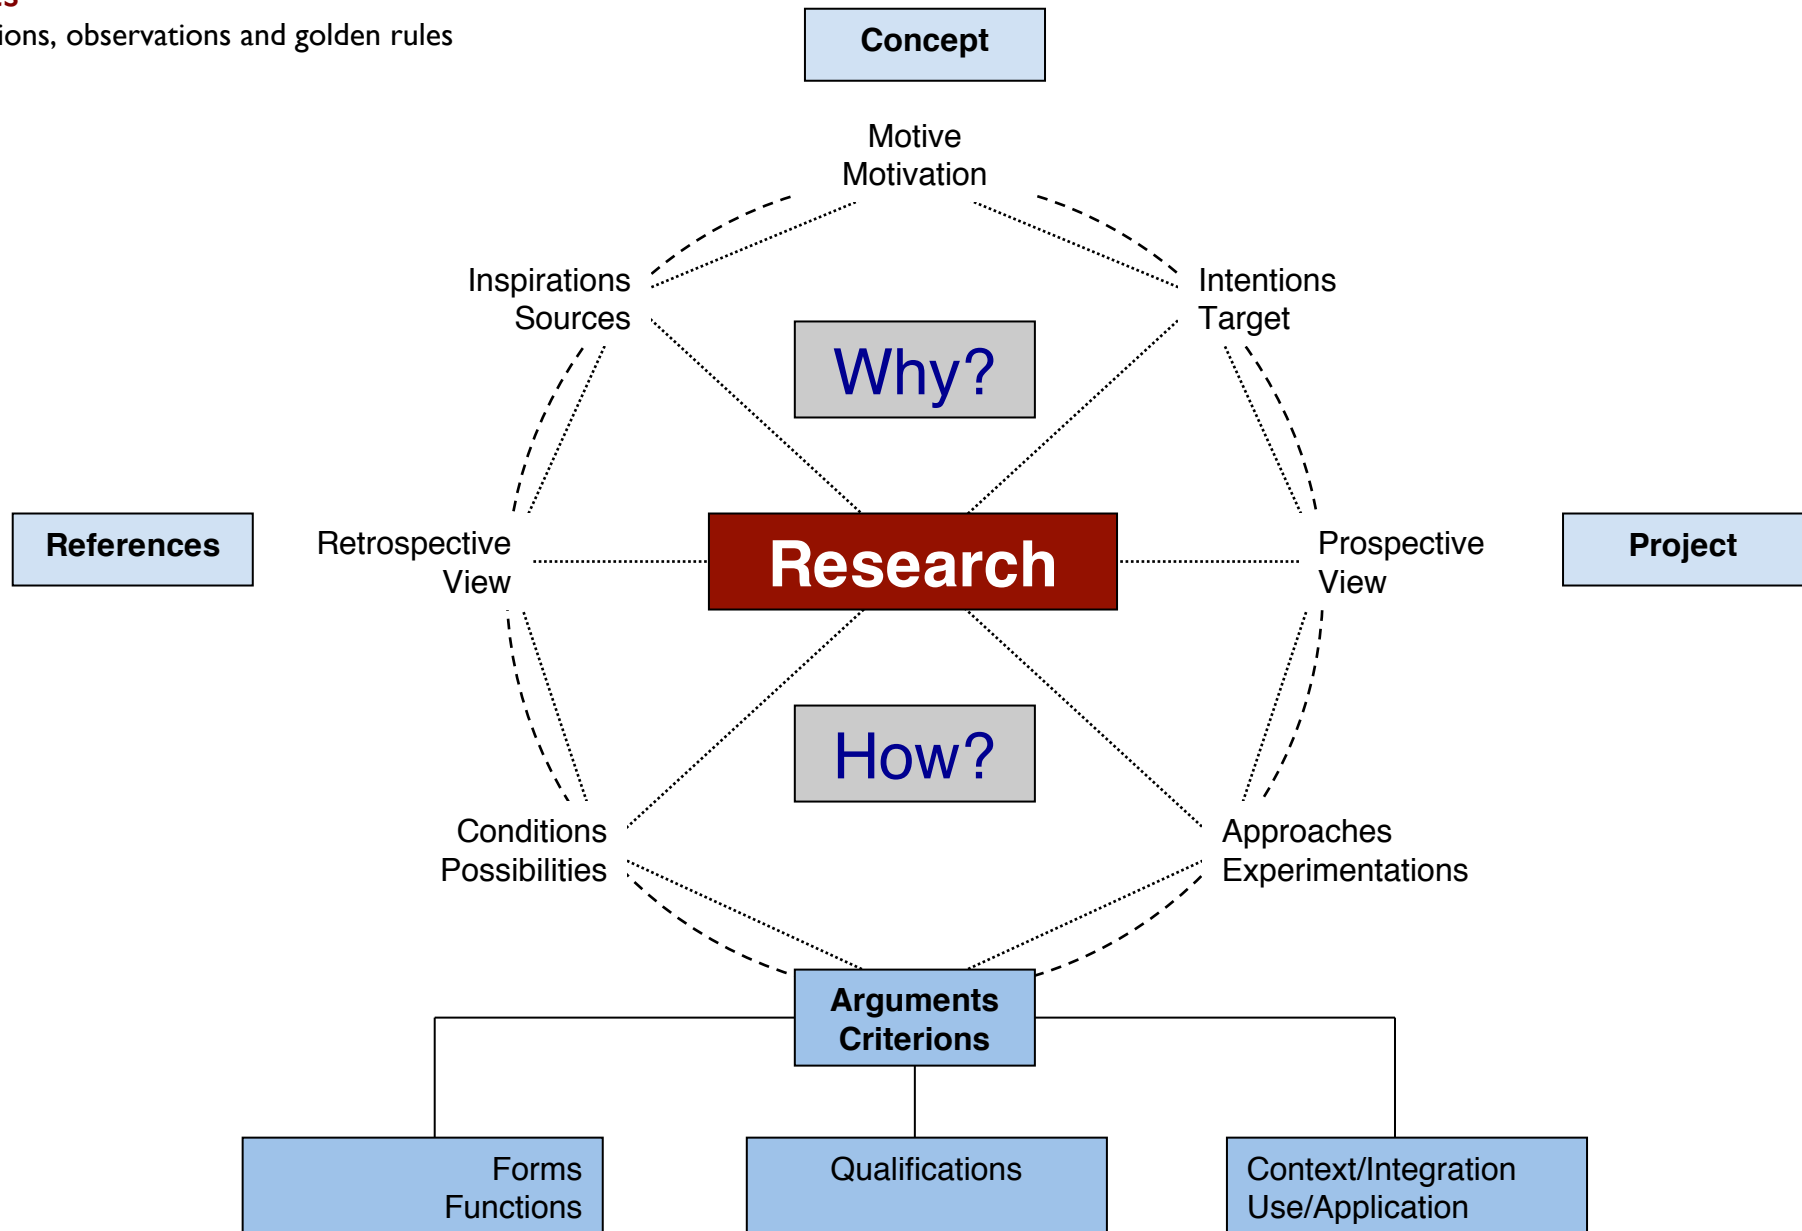 observations and golden rules
Concept
Motive
Motivation
Inspirations
Sources
Intentions
Target
Why?
References
Retrospective
View
Research
Prospective
View
Project
How?
Conditions
Possibilities
Approaches
Experimentations
Arguments
Criterions
Forms
Functions
Qualifications
Context/Integration
Use/Application